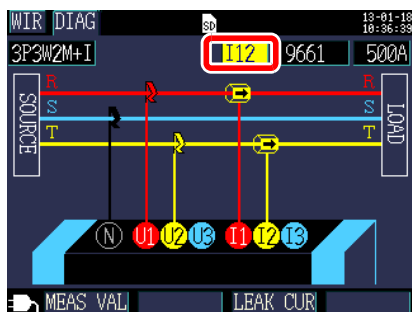 WIR DIAG SD 13-01-18
10:36:39
3P3W2M+I I12 9661 500A
SOURCE
R R
S S
T T
LOAD
N U1 U2 U3 I1 I2 I3
MEAS VAL LEAK CUR